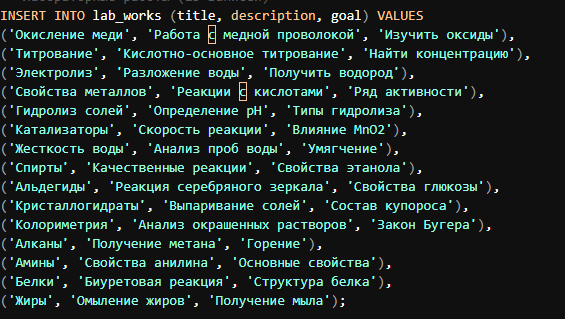 INSERT INTO lab_works (title, description, goal) VALUES
('Окисление меди', 'Работа с медной проволокой', 'Изучить оксиды'),
('Титрование', 'Кислотно-основное титрование', 'Найти концентрацию'),
('Электролиз', 'Разложение воды', 'Получить водород'),
('Свойства металлов', 'Реакции с кислотами', 'Ряд активности'),
('Гидролиз солей', 'Определение pH', 'Типы гидролиза'),
('Катализаторы', 'Скорость реакции', 'Влияние MnO2'),
('Жесткость воды', 'Анализ проб воды', 'Умягчение'),
('Спирты', 'Качественные реакции', 'Свойства этанола'),
('Альдегиды', 'Реакция серебряного зеркала', 'Свойства глюкозы'),
('Кристаллогидраты', 'Выпаривание солей', 'Состав купороса'),
('Колориметрия', 'Анализ окрашенных растворов', 'Закон Бугера'),
('Алканы', 'Получение метана', 'Горение'),
('Амины', 'Свойства анилина', 'Основные свойства'),
('Белки', 'Биуретовая реакция', 'Структура белка'),
('Жиры', 'Омыление жиров', 'Получение мыла');